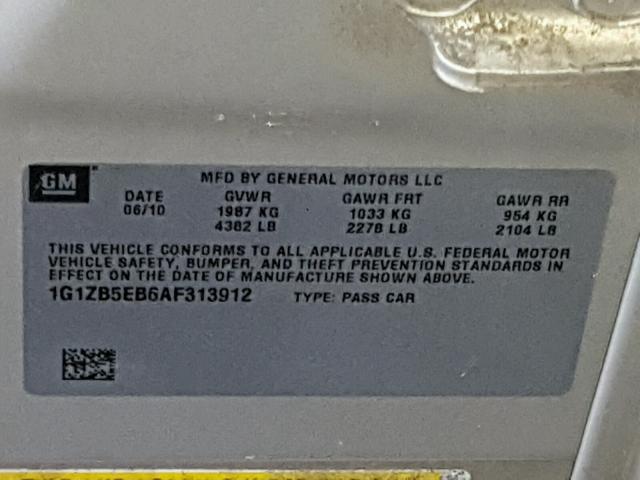 GM
MFD BY GENERAL MOTORS LLC
DATE GVWR GAWR FRT GAWR RR
06/10 1987 KG 1033 KG 954 KG
4382 LB 2278 LB 2104 LB
THIS VEHICLE CONFORMS TO ALL APPLICABLE U.S. FEDERAL MOTOR
VEHICLE SAFETY, BUMPER, AND THEFT PREVENTION STANDARDS IN
EFFECT ON THE DATE OF MANUFACTURE SHOWN ABOVE.
1G1ZB5EB6AF313912 TYPE: PASS CAR